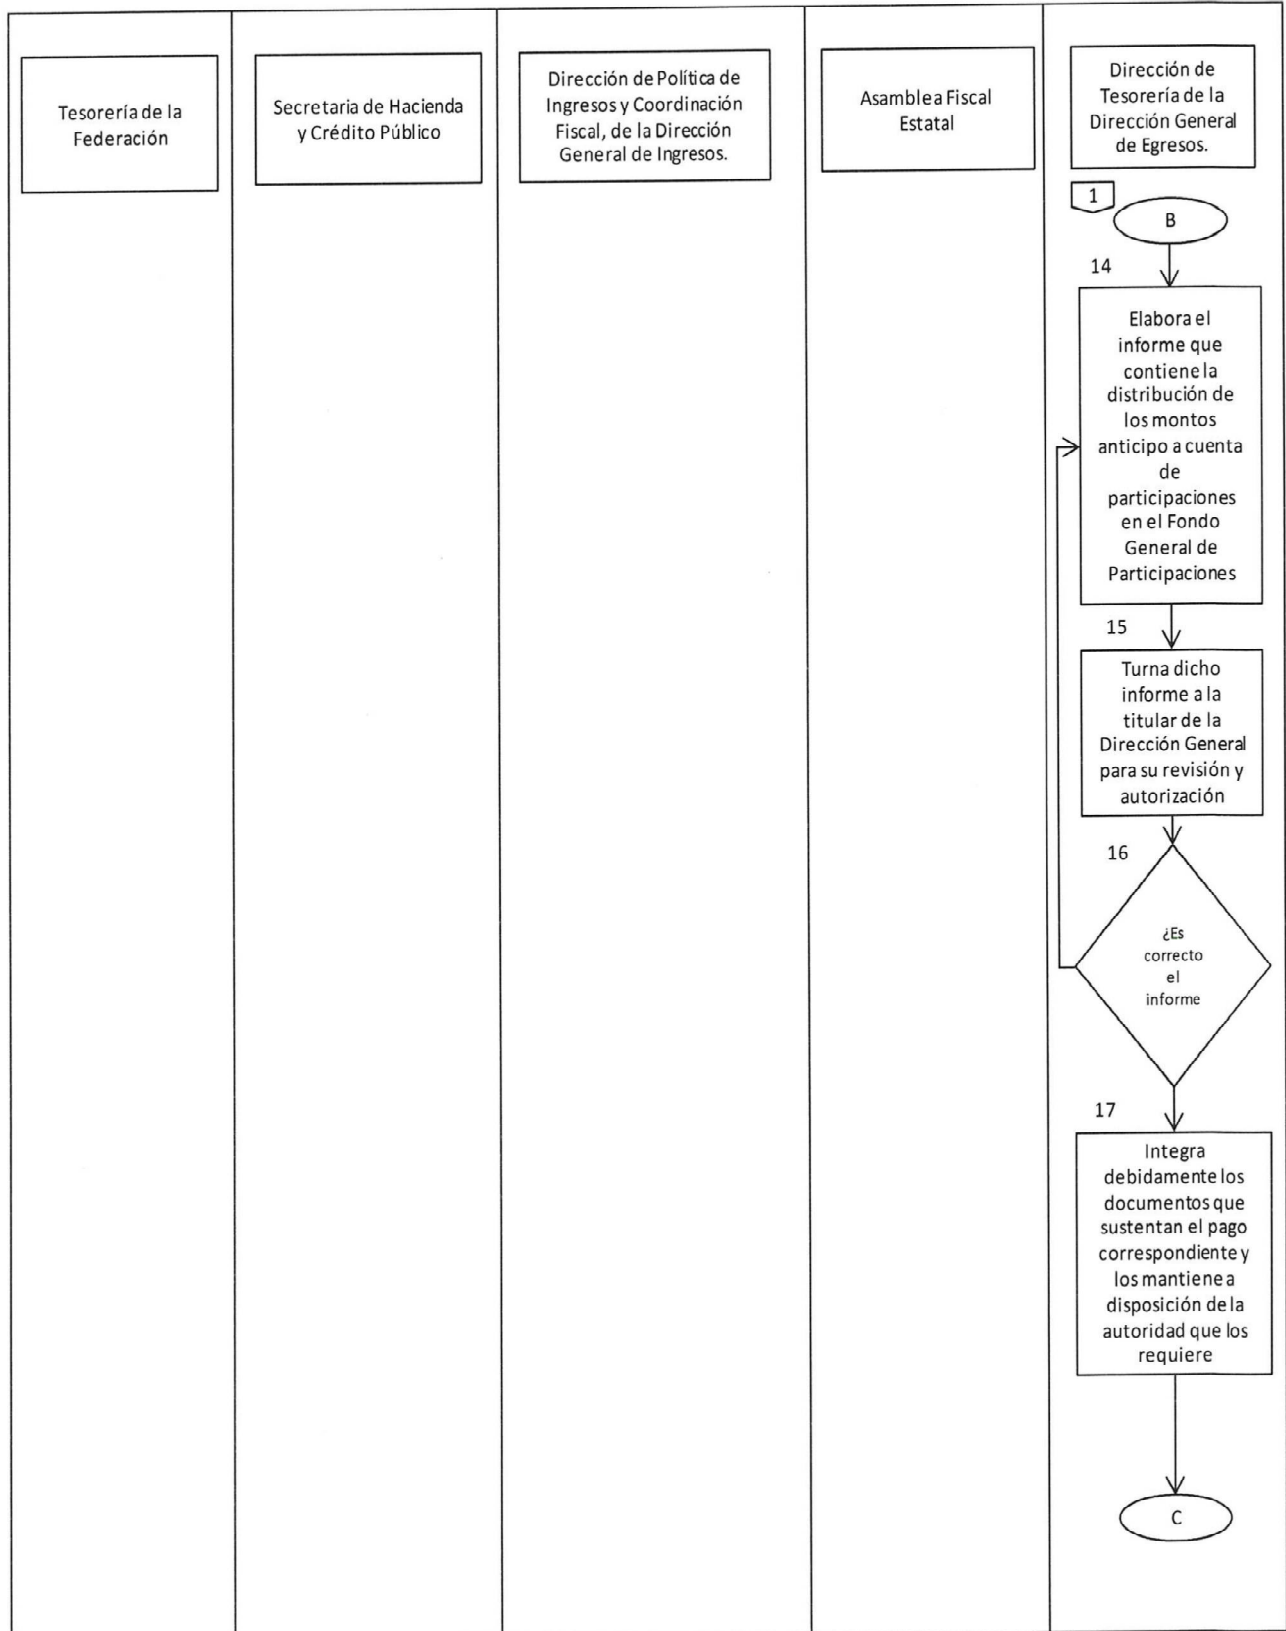 Tesorería de la
Federación
Secretaria de Hacienda
y Crédito Público
Dirección de Política de
Ingresos y Coordinación
Fiscal, de la Dirección
General de Ingresos.
Asamblea Fiscal
Estatal
Dirección de
Tesorería de la
Dirección General
de Egresos.
1
B
14
Elabora el
informe que
contiene la
distribución de
los montos
anticipo a cuenta
de
participaciones
en el Fondo
General de
Participaciones
15
Turna dicho
informe a la
titular de la
Dirección General
para su revisión y
autorización
16
¿Es
correcto
el
informe
17
Integra
debidamente los
documentos que
sustentan el pago
correspondiente y
los mantiene a
disposición de la
autoridad que los
requiere
C